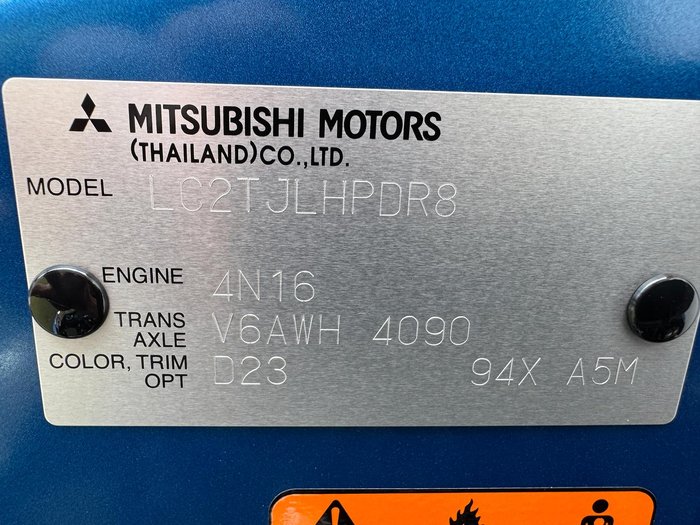 MITSUBISHI MOTORS
(THAILAND)CO.,LTD.
MODEL LC2TJLHPDR8
ENGINE 4N16
TRANS AXLE V6AWH 4090
COLOR, TRIM OPT D23 94X A5M